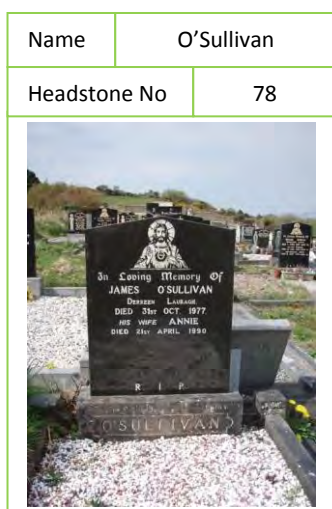 Name O’Sullivan
Headstone No 78
In Loving Memory Of
JAMES O'SULLIVAN
DERREEN LAURAGH
DIED 31ST OCT. 1977.
HIS WIFE ANNIE
DIED 21ST APRIL 1990
R. I. P.
O'SULLIVAN